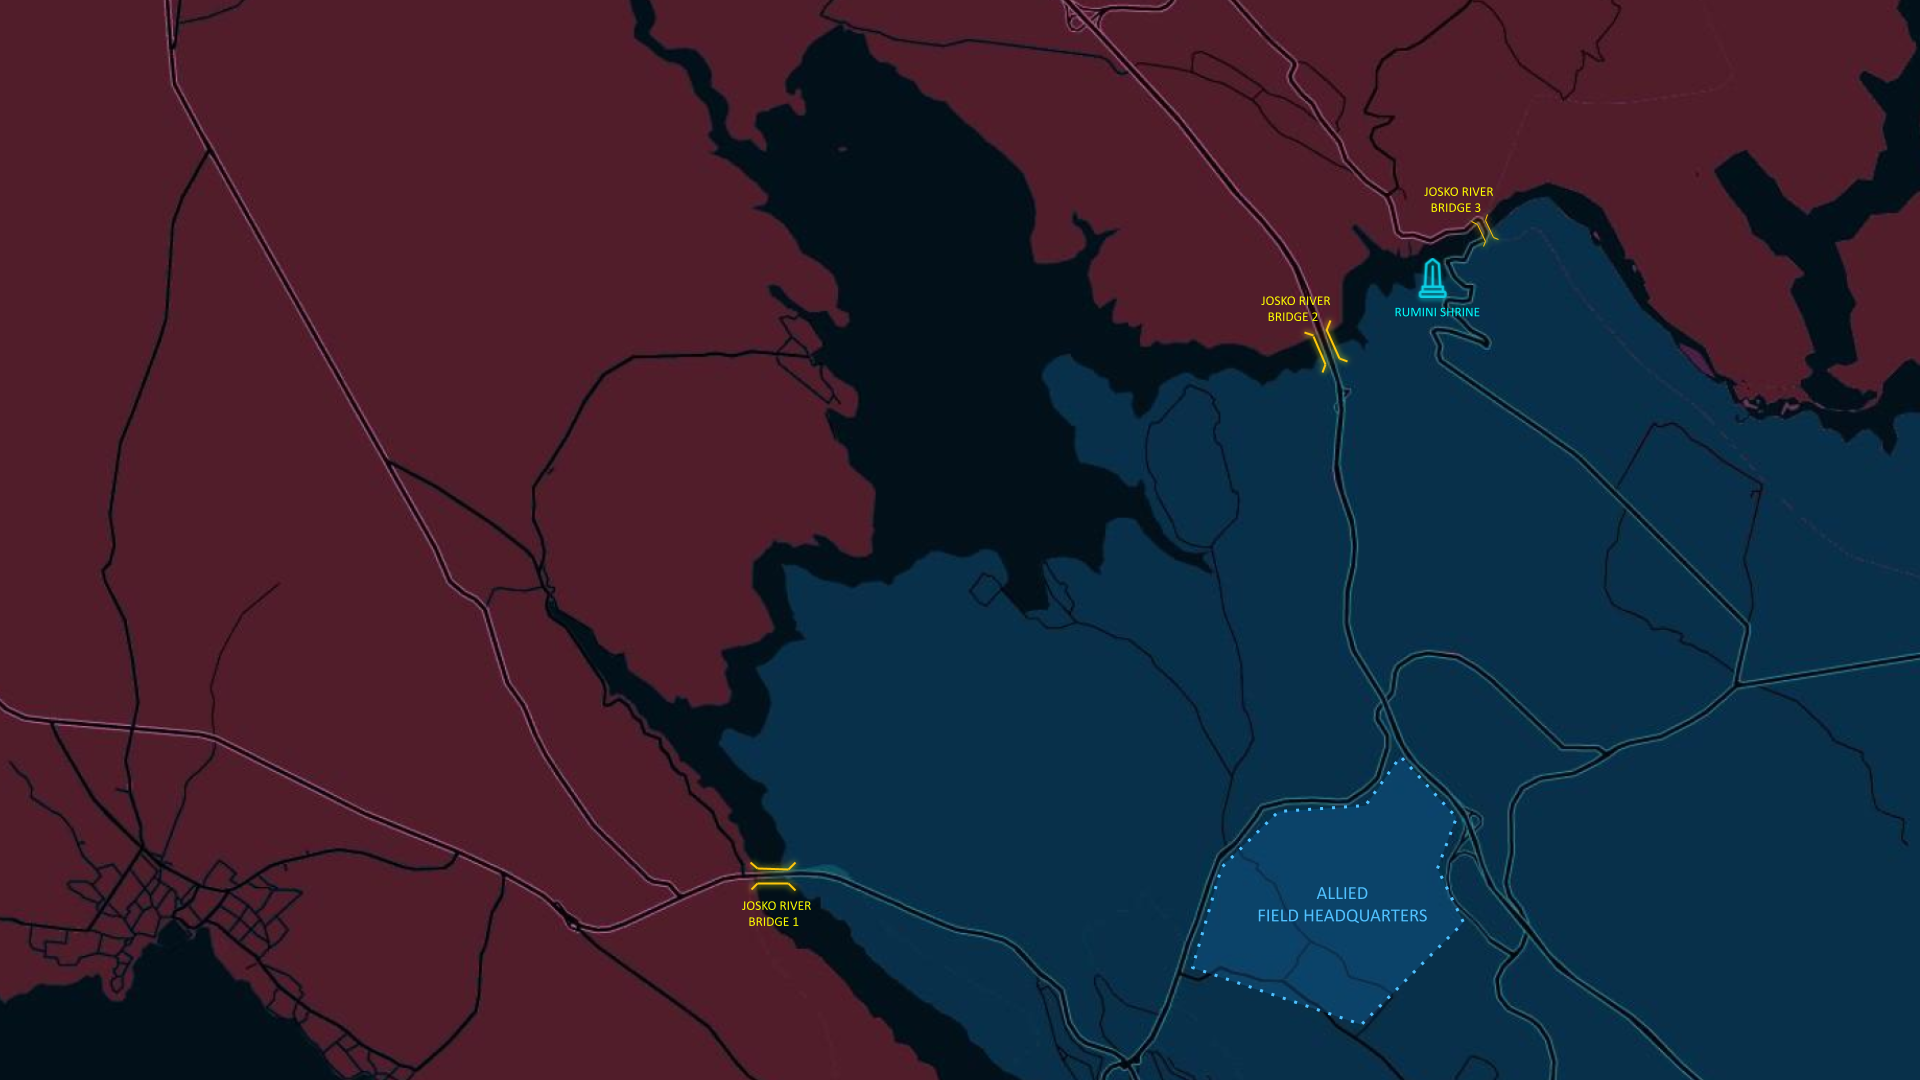 JOSKO RIVER
BRIDGE 3
JOSKO RIVER
BRIDGE 2
RUMINI SHRINE
ALLIED
FIELD HEADQUARTERS
JOSKO RIVER
BRIDGE 1